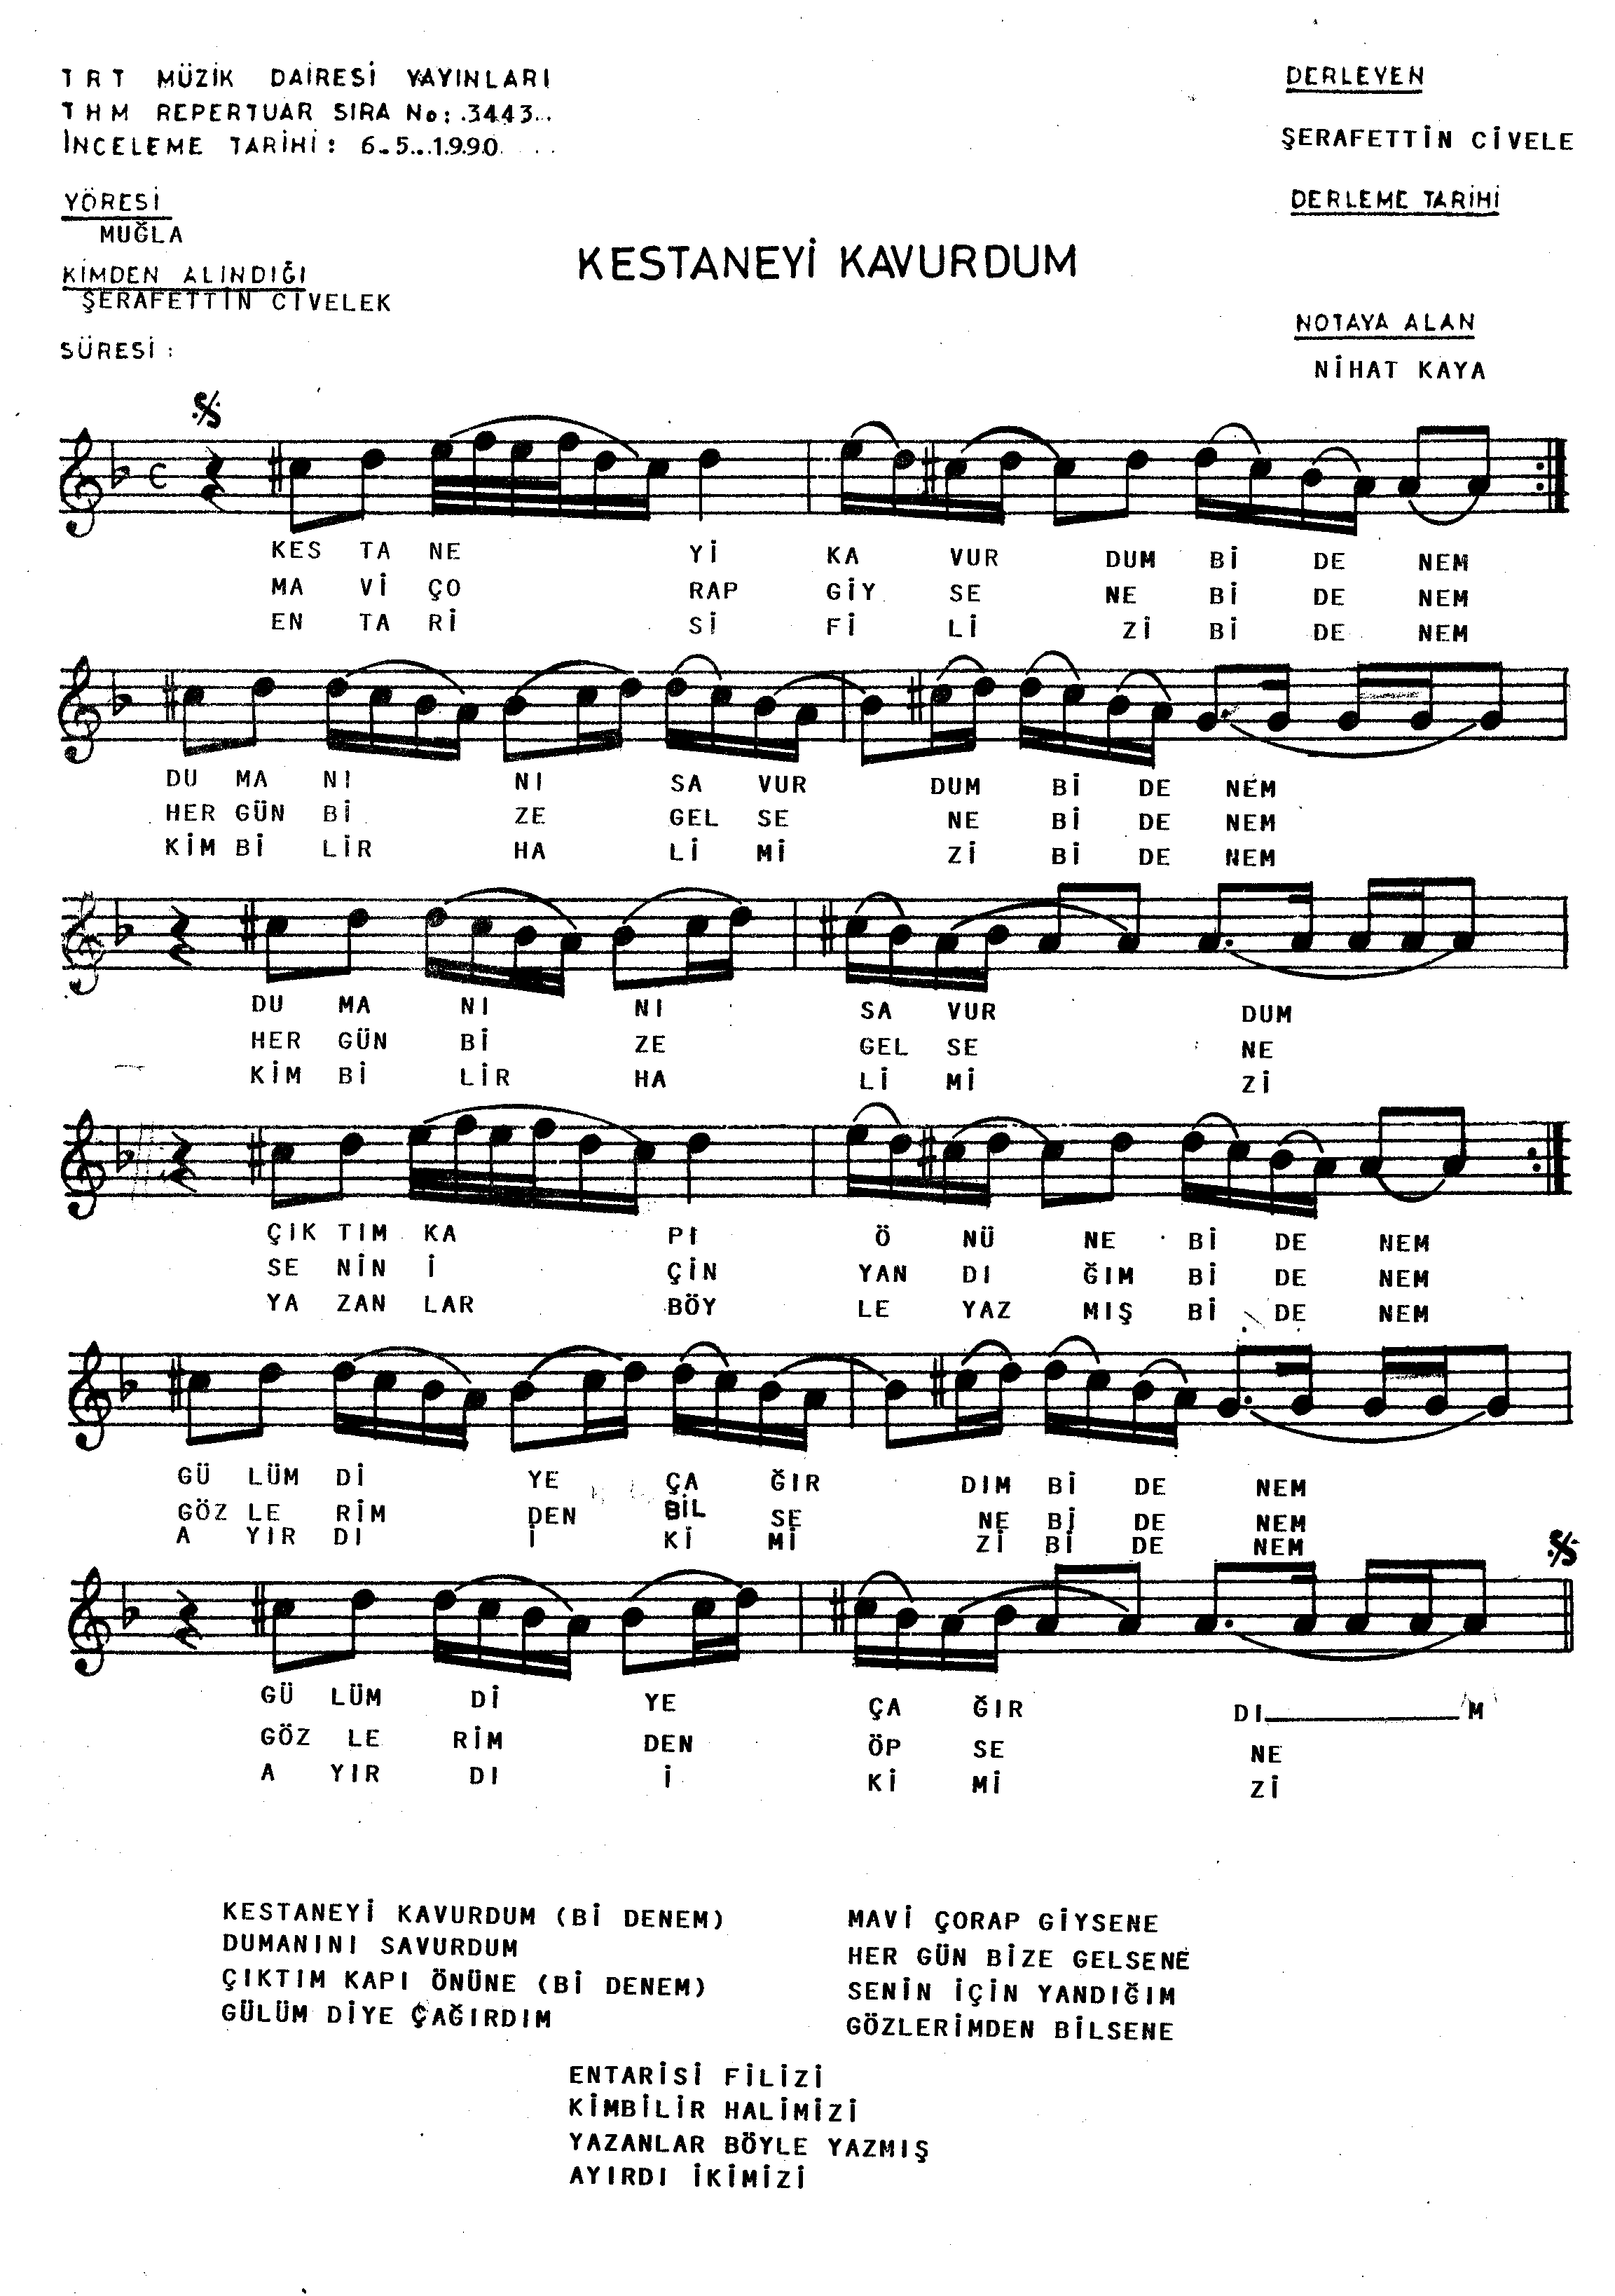 TRT MÜZİK DAİRESİ YAYINLARI
THM REPERTUAR SIRA No: .3443..
İNCELEME TARİHİ: 6.5..1990
YÖRESİ
MUĞLA
KİMDEN ALINDIĞI
ŞERAFETTİN CİVELEK
SÜRESİ :
KESTANEYİ KAVURDUM
DERLEYEN
ŞERAFETTİN CİVELE
DERLEME TARİHİ
NOTAYA ALAN
NİHAT KAYA
KES TA NE Yİ KA VUR DUM Bİ DE NEM
MA Vİ ÇO RAP GİY SE NE Bİ DE NEM
EN TA Rİ Sİ Fİ Lİ Zİ Bİ DE NEM
DU MA NI NI SA VUR DUM Bİ DE NEM
HER GÜN Bİ ZE GEL SE NE Bİ DE NEM
KİM Bİ LİR HA Lİ Mİ Zİ Bİ DE NEM
DU MA NI NI SA VUR DUM
HER GÜN Bİ ZE GEL SE NE
KİM Bİ LİR HA Lİ Mİ Zİ
ÇIK TIM KA PI Ö NÜ NE Bİ DE NEM
SE NİN İ ÇİN YAN DI ĞIM Bİ DE NEM
YA ZAN LAR BÖY LE YAZ MIŞ Bİ DE NEM
GÜ LÜM Dİ YE ÇA ĞIR DIM Bİ DE NEM
GÖZ LE RİM DEN BİL SE NE Bİ DE NEM
A YIR DI İ Kİ Mİ Zİ Bİ DE NEM
GÜ LÜM Dİ YE ÇA ĞIR DI M
GÖZ LE RİM DEN ÖP SE NE
A YIR DI İ Kİ Mİ Zİ
KESTANEYİ KAVURDUM (Bİ DENEM)
DUMANINI SAVURDUM
ÇIKTIM KAPI ÖNÜNE (Bİ DENEM)
GÜLÜM DİYE ÇAĞIRDIM
MAVİ ÇORAP GİYSENE
HER GÜN BİZE GELSENE
SENİN İÇİN YANDIĞIM
GÖZLERİMDEN BİLSENE
ENTARİSİ FİLİZİ
KİMBİLİR HALİMİZİ
YAZANLAR BÖYLE YAZMIŞ
AYIRDI İKİMİZİ